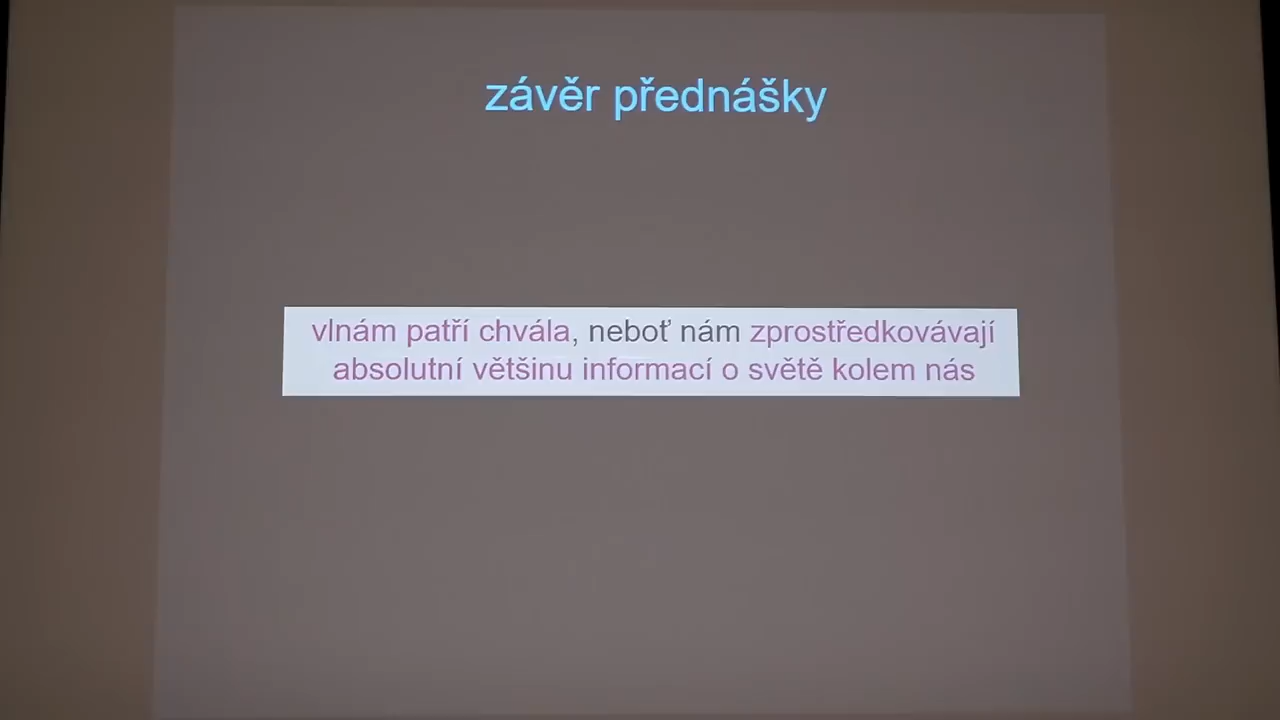 závěr přednášky
vlnám patří chvála, neboť nám zprostředkovávají
absolutní většinu informací o světě kolem nás